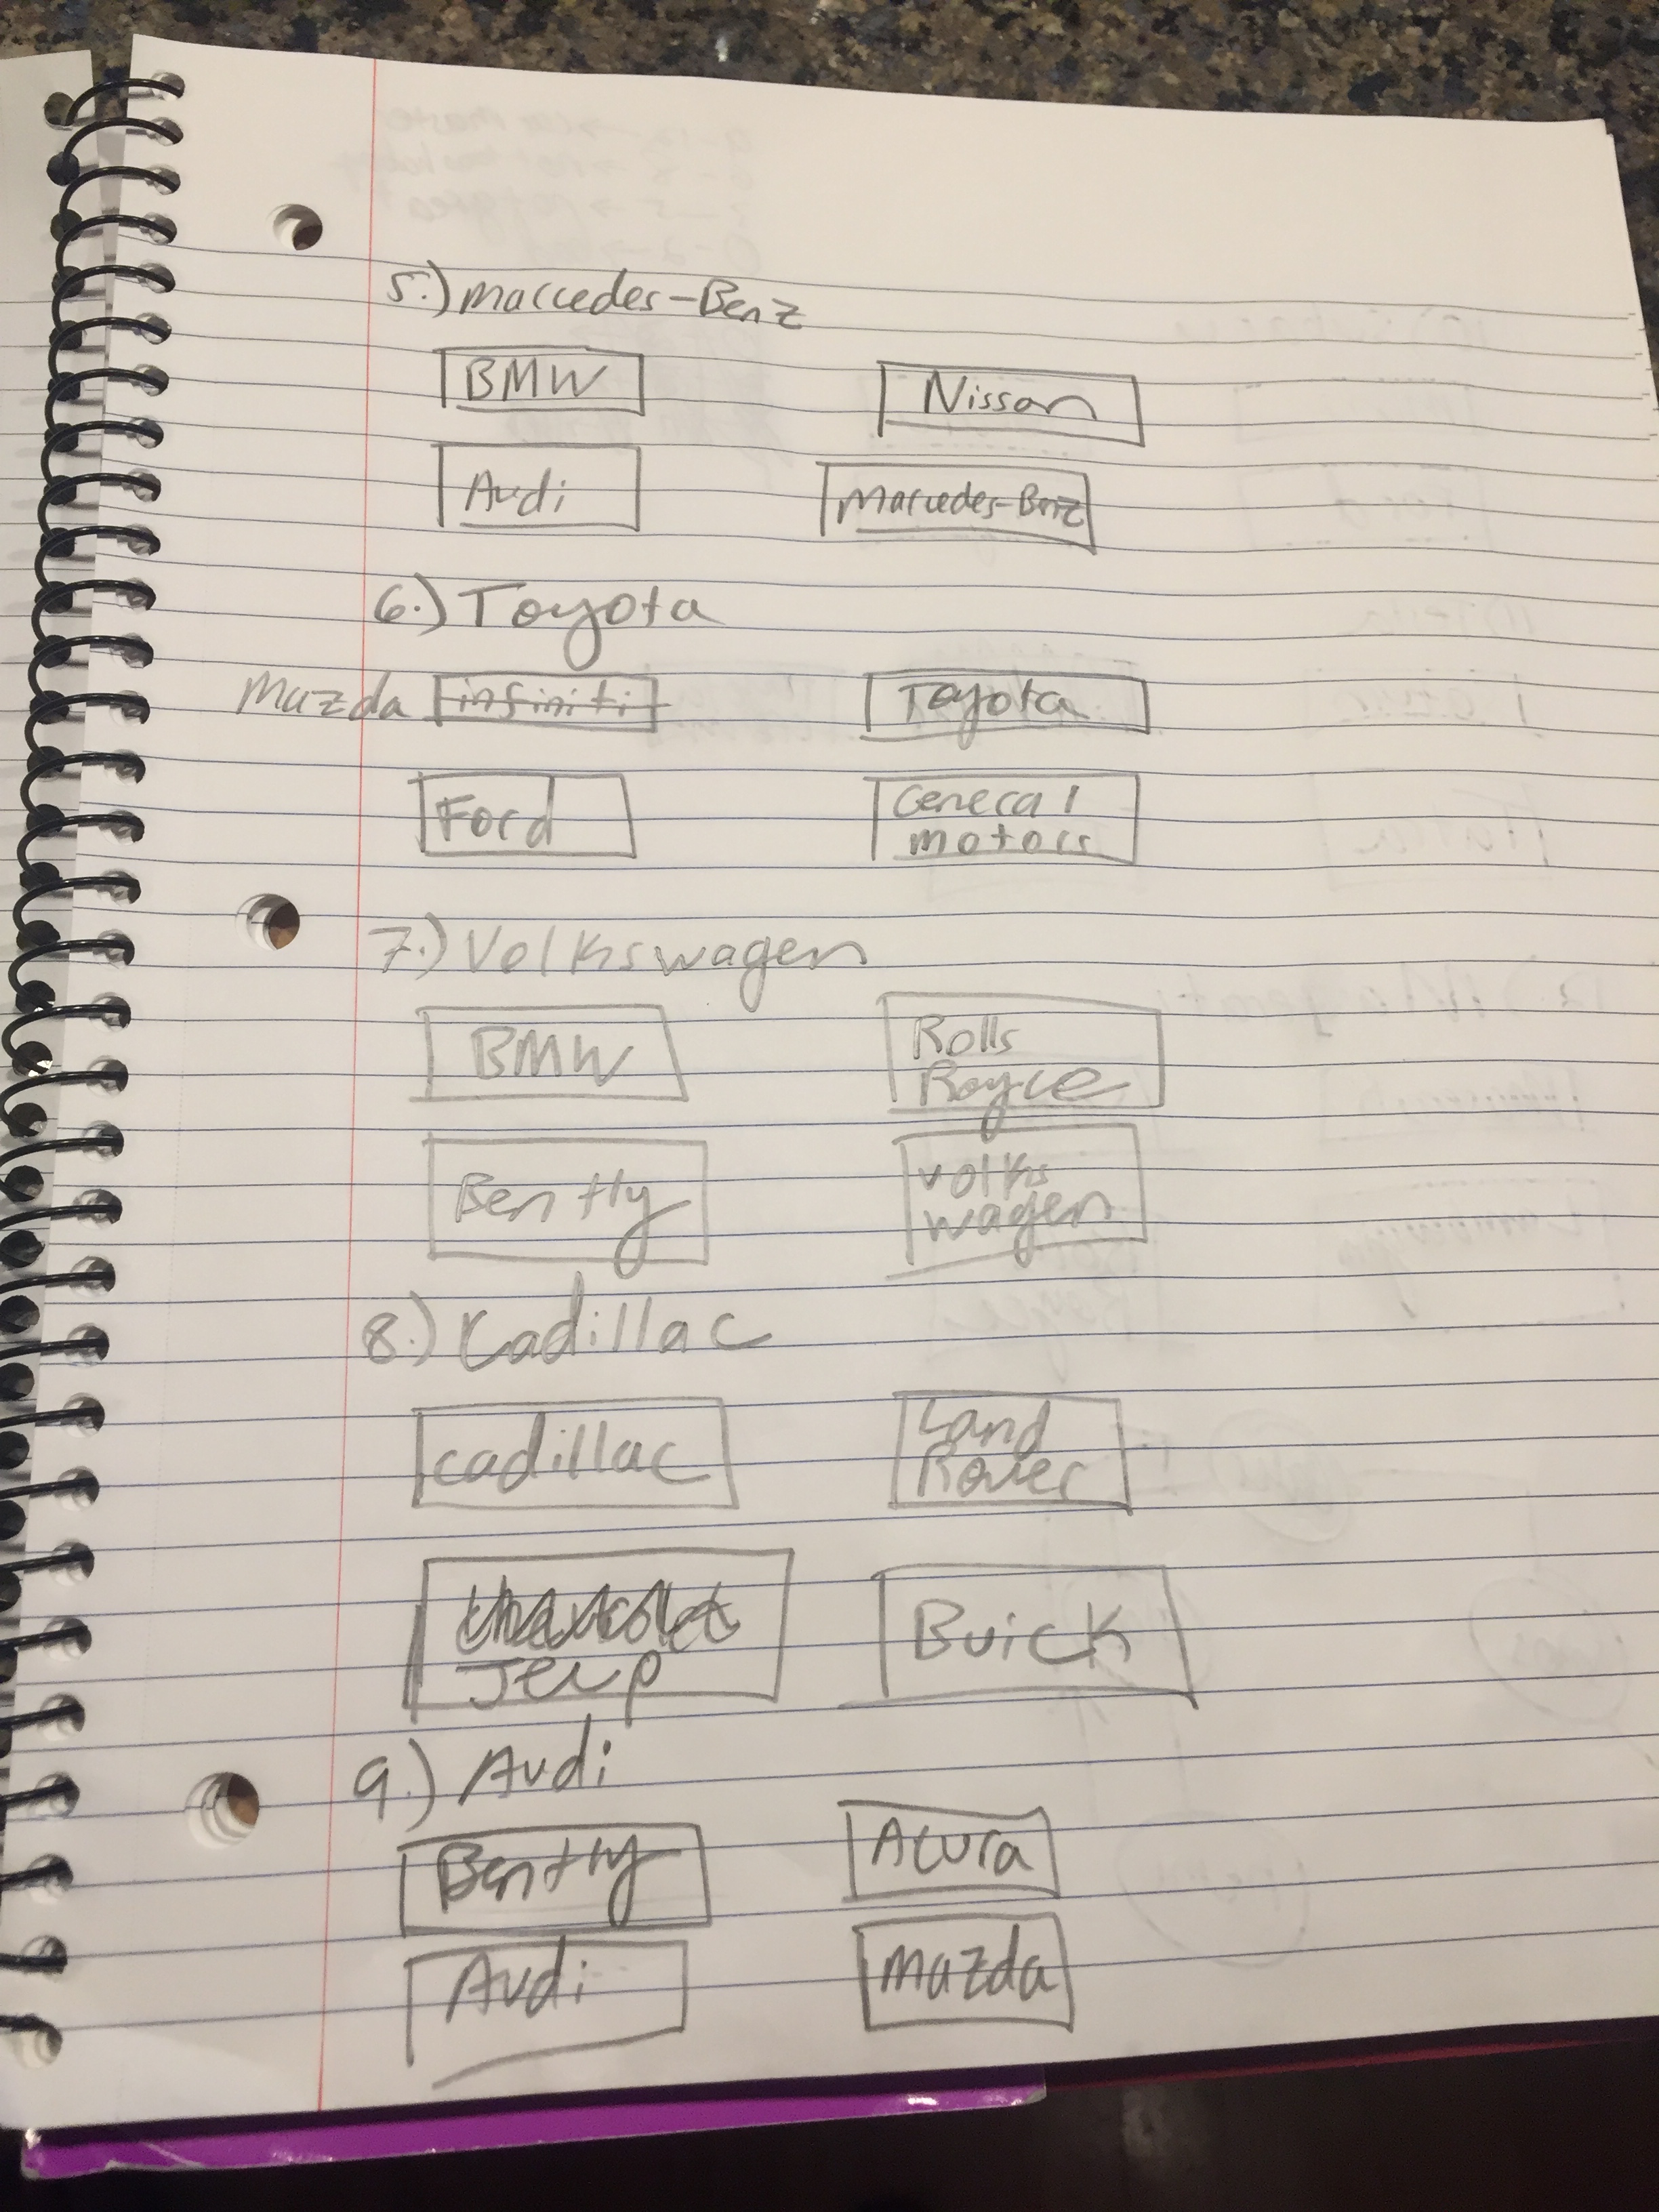 5.) Marcedes-Benz
BMW Nissan
Audi Marcedes-Benz
6.) Toyota
Mazda infiniti Toyota
Ford General
motors
7.) Volkswagen
BMW Rolls
Royce
Bently volks
wagen
8.) Cadillac
cadillac Land
Rover
Jeep Buick
9.) Audi
Bently Acura
Audi mazda